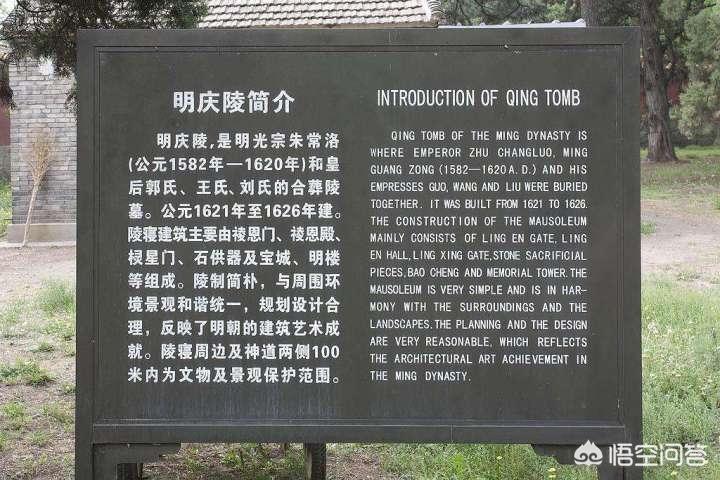 明庆陵简介
明庆陵,是明光宗朱常洛
(公元1582年—1620年)和皇
后郭氏、王氏、刘氏的合葬陵
墓。公元1621年至1626年建。
陵寝建筑主要由祾恩门、祾恩殿、
棂星门、石供器及宝城、明楼
等组成。陵制简朴,与周围环
境景观和谐统一,规划设计合
理,反映了明朝的建筑艺术成
就。陵寝周边及神道两侧100
米内为文物及景观保护范围。
INTRODUCTION OF QING TOMB
QING TOMB OF THE MING DYNASTY IS
WHERE EMPEROR ZHU CHANGLUO, MING
GUANG ZONG (1582—1620 A.D.) AND HIS
EMPRESSES GUO, WANG AND LIU WERE BURIED
TOGETHER. IT WAS BUILT FROM 1621 TO 1626.
THE CONSTRUCTION OF THE MAUSOLEUM
MAINLY CONSISTS OF LING EN GATE, LING
EN HALL, LING XING GATE, STONE SACRIFICIAL
PIECES, BAO CHENG AND MEMORIAL TOWER. THE
MAUSOLEUM IS VERY SIMPLE AND IS IN HAR-
MONY WITH THE SURROUNDINGS AND THE
LANDSCAPES. THE PLANNING AND THE DESIGN
ARE VERY REASONABLE, WHICH REFLECTS
THE ARCHITECTURAL ART ACHIEVEMENT IN
THE MING DYNASTY.
悟空问答